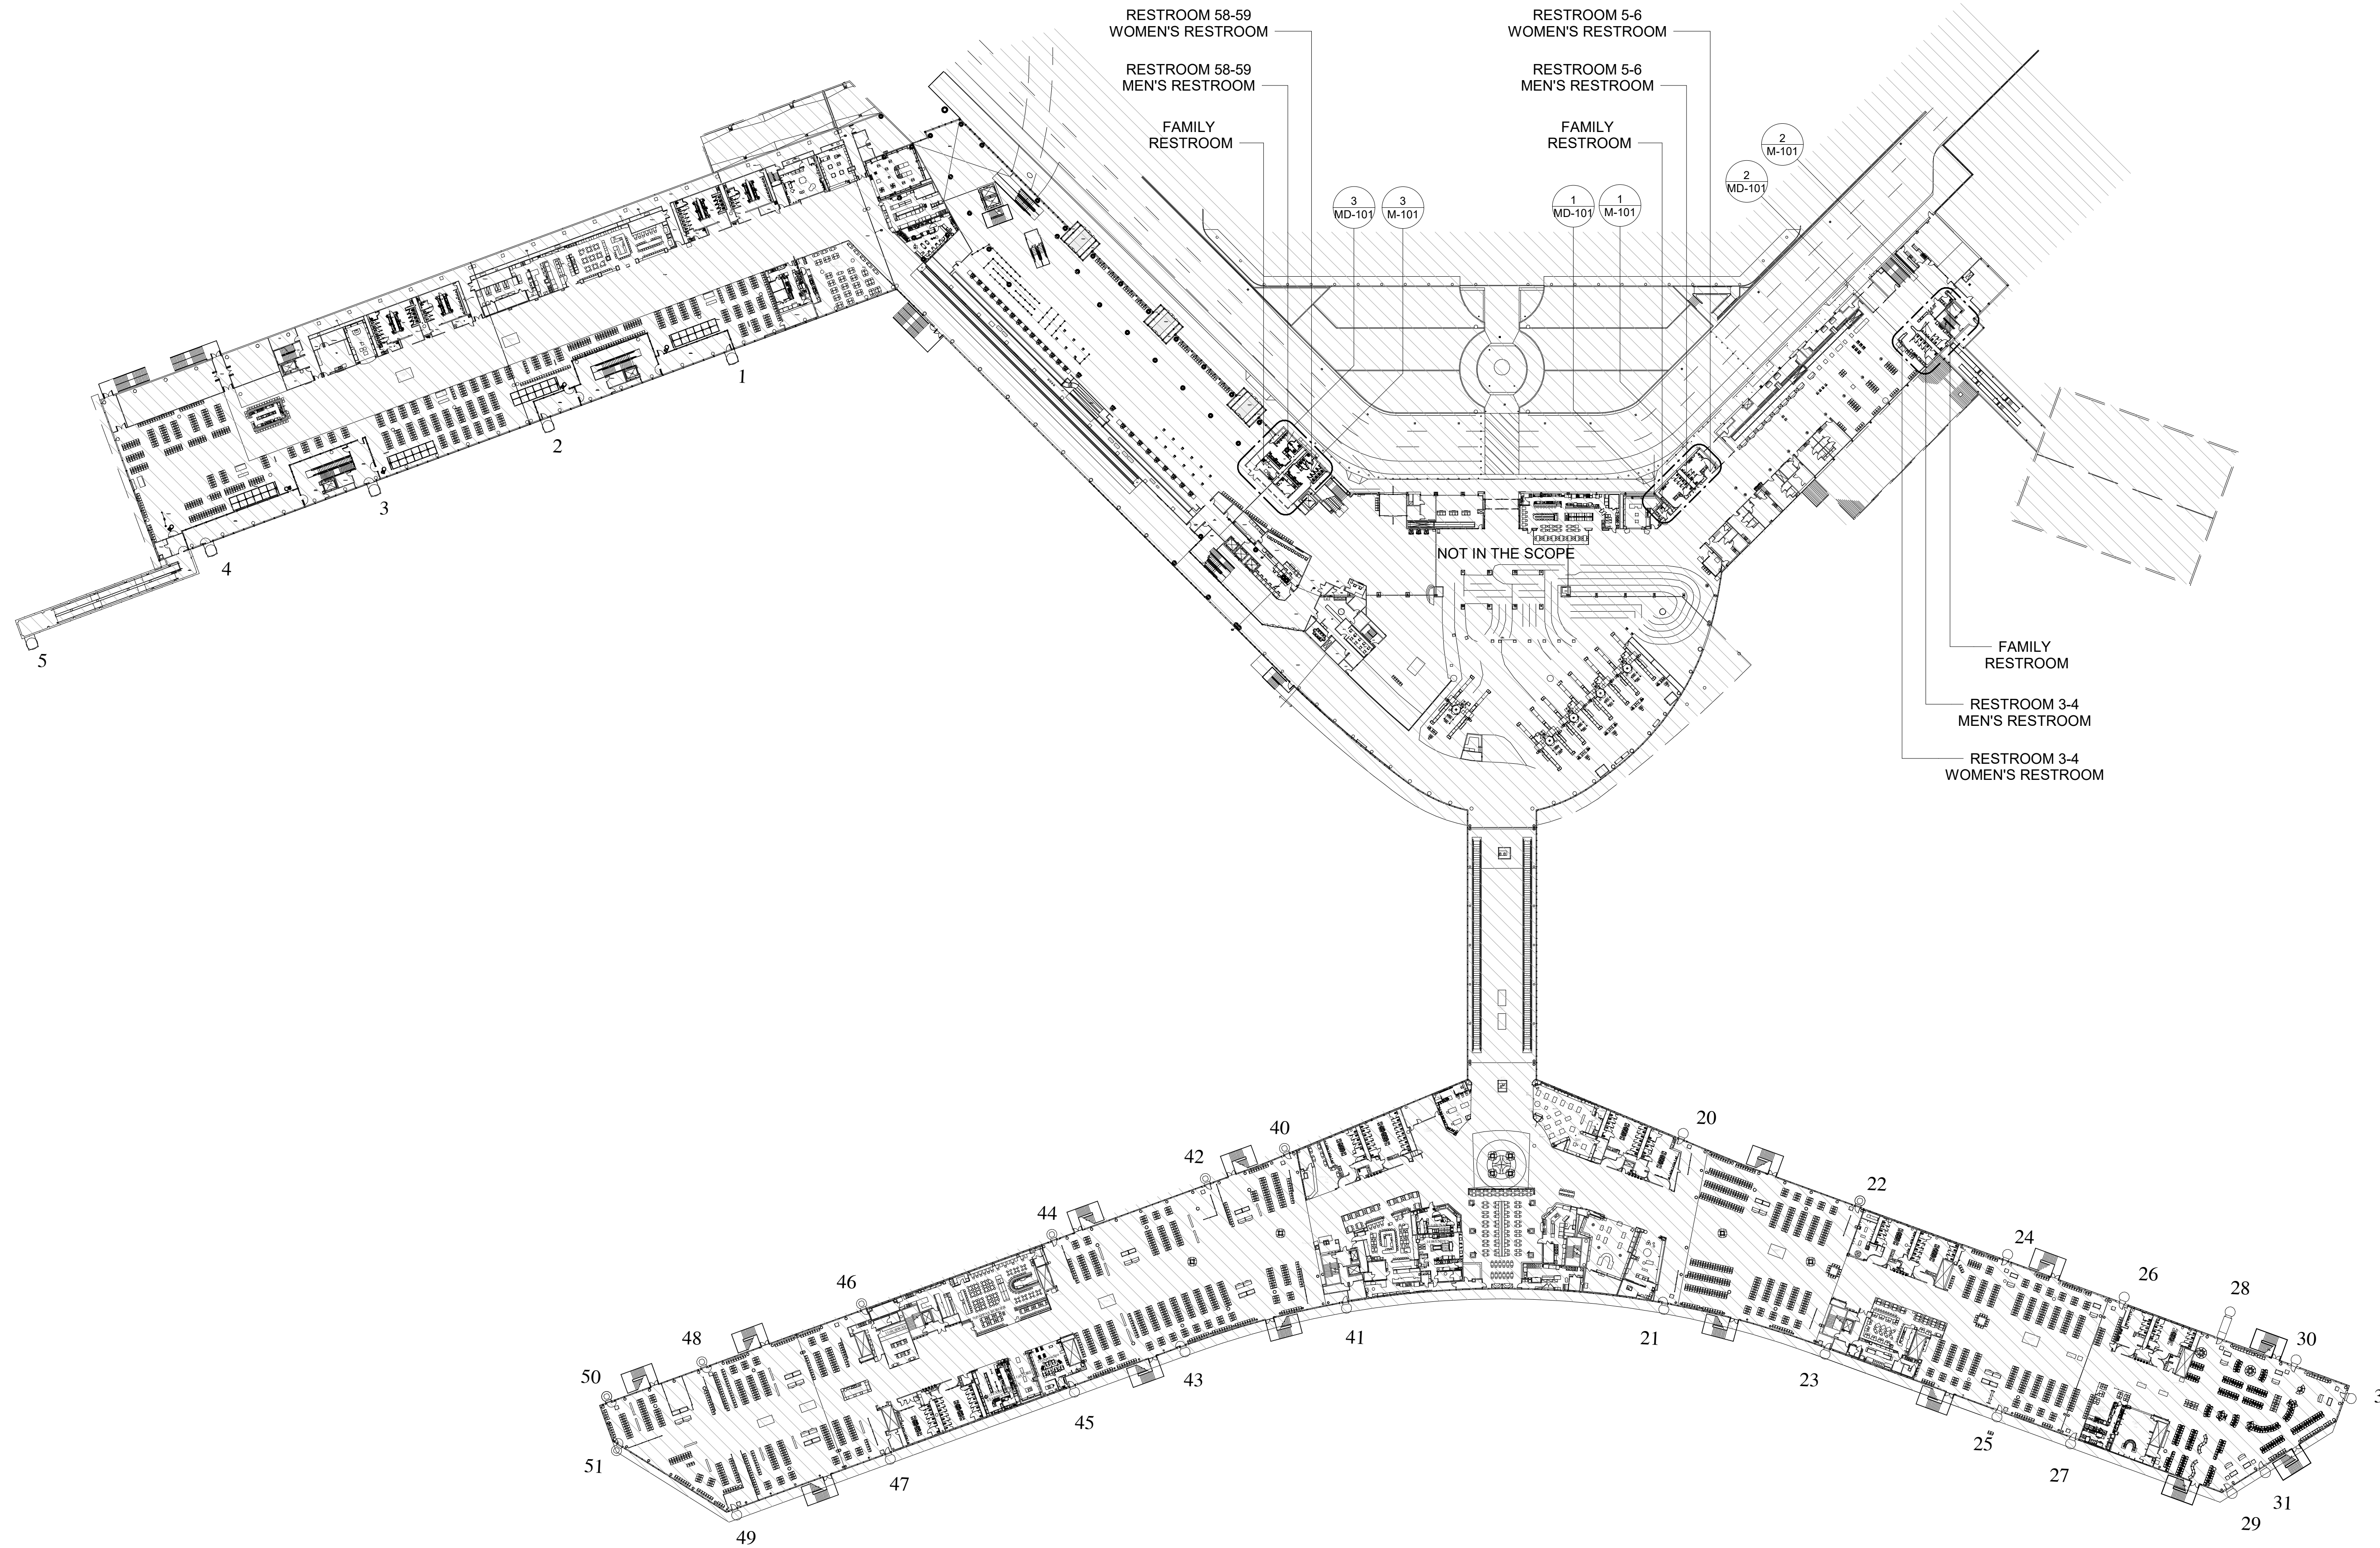 RESTROOM 58-59
WOMEN'S RESTROOM
RESTROOM 58-59
MEN'S RESTROOM
FAMILY
RESTROOM
RESTROOM 5-6
WOMEN'S RESTROOM
RESTROOM 5-6
MEN'S RESTROOM
FAMILY
RESTROOM
2
M-101
2
MD-101
3
MD-101
3
M-101
1
MD-101
1
M-101
1
2
3
4
5
NOT IN THE SCOPE
FAMILY
RESTROOM
RESTROOM 3-4
MEN'S RESTROOM
RESTROOM 3-4
WOMEN'S RESTROOM
40
20
42
22
44
24
46
26
28
48
30
50
41
21
43
23
45
25
51
47
27
49
31
29